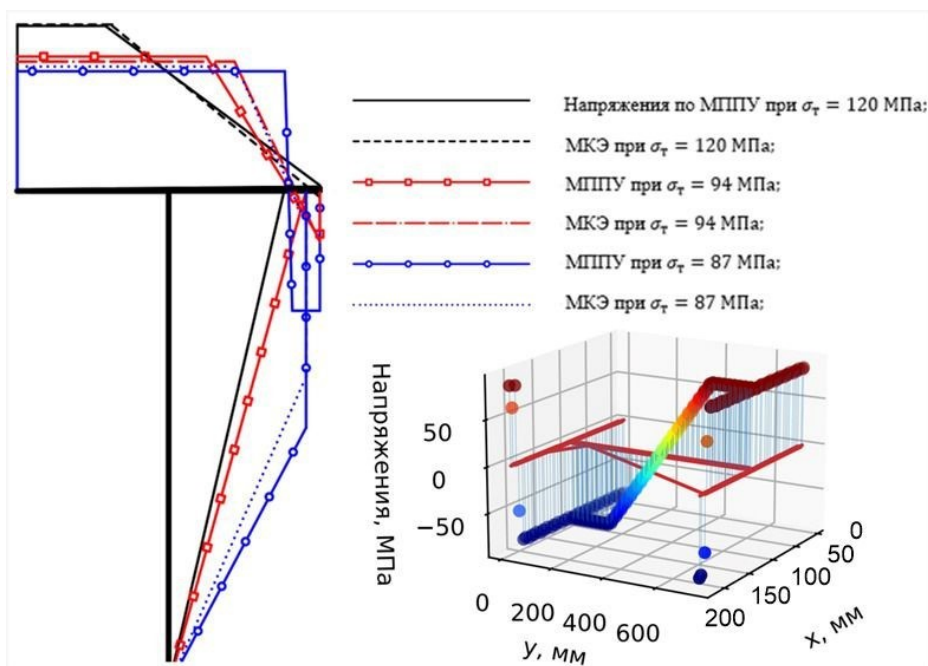 Напряжения по МППУ при σт = 120 МПа;
МКЭ при σт = 120 МПа;
МППУ при σт = 94 МПа;
МКЭ при σт = 94 МПа;
МППУ при σт = 87 МПа;
МКЭ при σт = 87 МПа;
Напряжения, МПа
50
0
−50
0
200
400
600
y, мм
200
150
100
50
0
x, мм